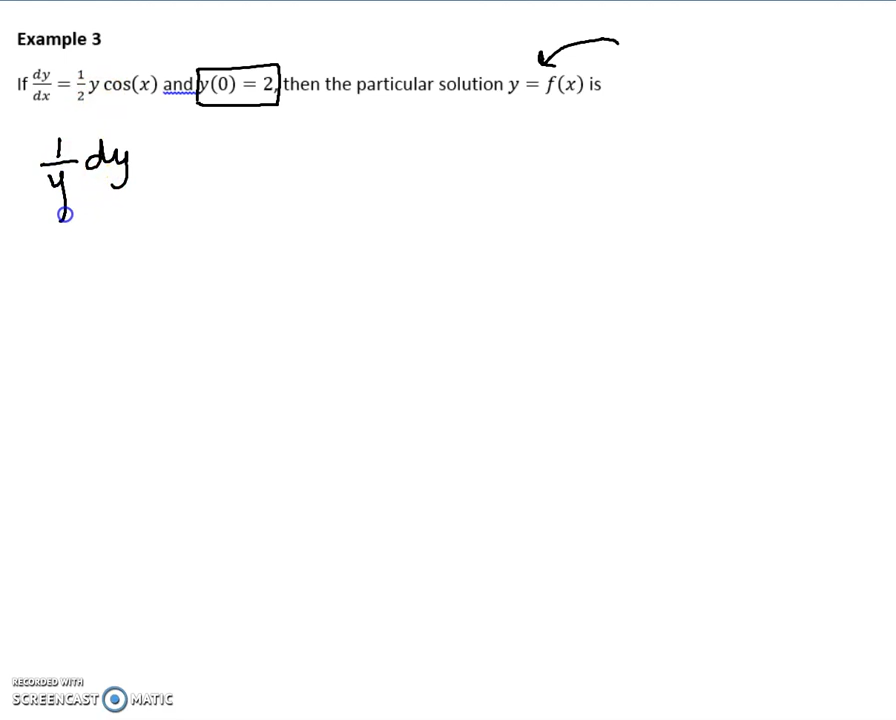 Example 3
If dy/dx = 1/2 y cos(x) and y(0) = 2, then the particular solution y = f(x) is
1/y dy
RECORDED WITH
SCREENCAST MATIC